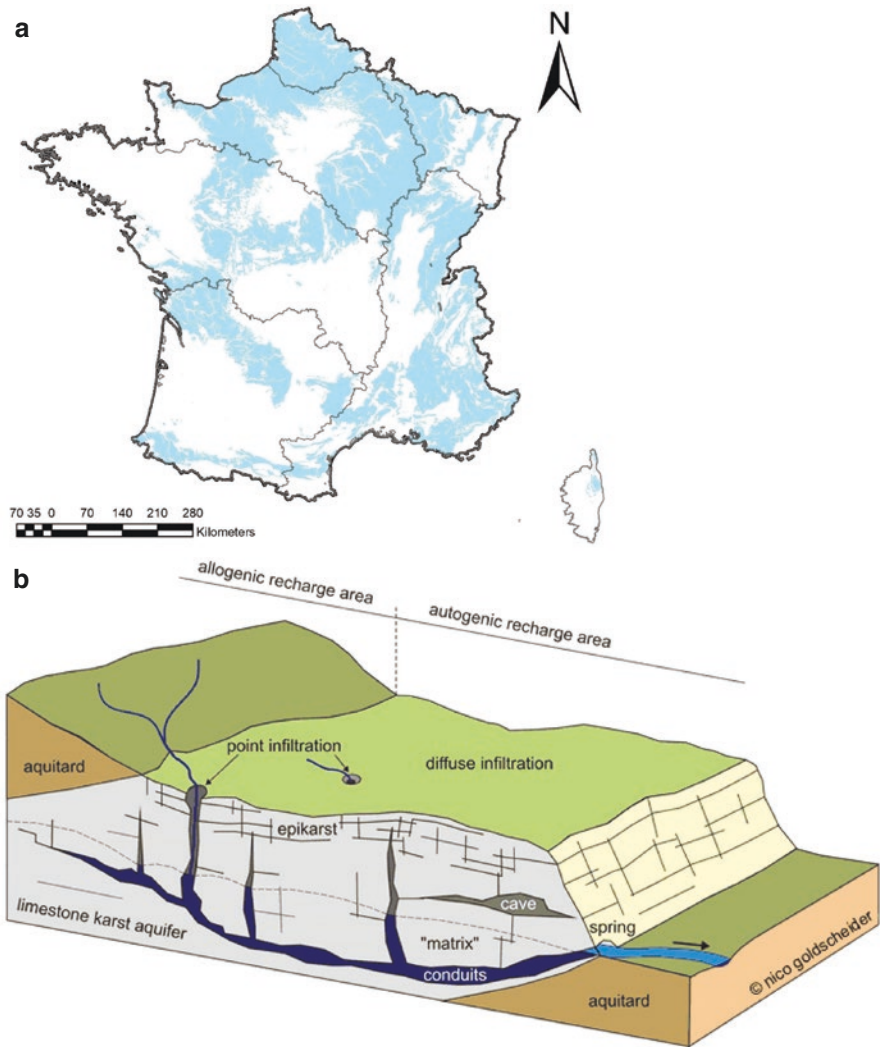 a
N
70 35 0 70 140 210 280
Kilometers
b
allogenic recharge area
autogenic recharge area
aquitard
point infiltration
diffuse infiltration
epikarst
cave
limestone karst aquifer
"matrix"
spring
conduits
aquitard
© nico goldscheider